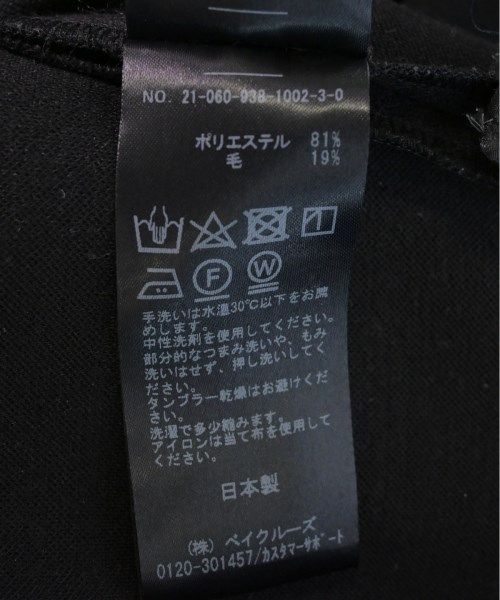 NO. 21-060-938-1002-3-0
ポリエステル 81%
毛 19%
F W
手洗いは水温30℃以下をお薦
めします。
中性洗剤を使用してください。
部分的なつまみ洗いや、もみ
洗いはせず、押し洗いしてく
ださい。
タンブラー乾燥はお避けくだ
さい。
洗濯で多少縮みます。
アイロンは当て布を使用して
ください。
日本製
(株) ベイクルーズ
0120-301457/カスタマーサポート